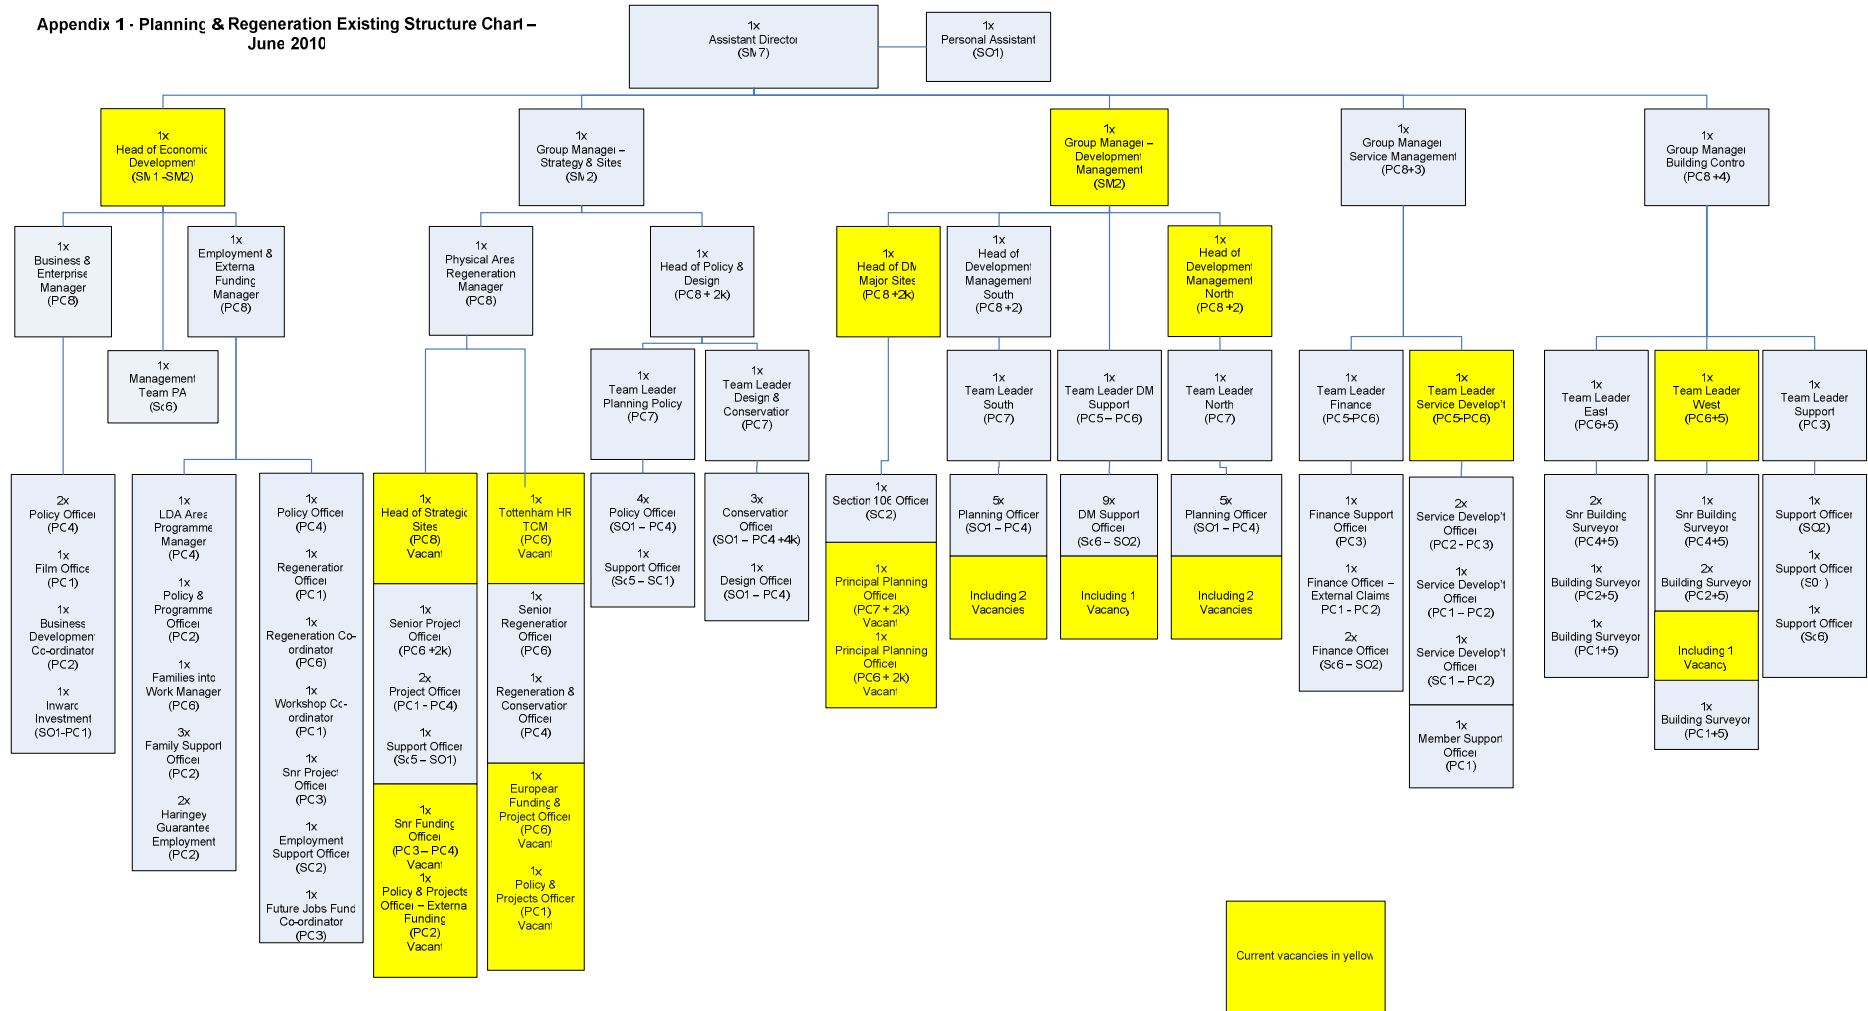 Appendix 1 - Planning & Regeneration Existing Structure Chart –
June 2010
1x
Assistant Director
(SM7)
1x
Personal Assistant
(SO1)
1x
Head of Economic
Development
(SM1 -SM2)
1x
Group Manager –
Strategy & Sites
(SM2)
1x
Group Manager –
Development
Management
(SM2)
1x
Group Manager
Service Management
(PC8+3)
1x
Group Manager
Building Contro
(PC8 +4)
1x
Business &
Enterprise
Manager
(PC8)
1x
Employment &
Externa
Funding
Manager
(PC8)
1x
Physical Area
Regeneration
Manager
(PC8)
1x
Head of Policy &
Design
(PC8 + 2k)
1x
Head of DM
Major Sites
(PC8 +2k)
1x
Head of
Development
Management
South
(PC8 +2)
1x
Head of
Development
Management
North
(PC8 +2)
1x
Management
Team PA
(Sc6)
1x
Team Leader
Planning Policy
(PC7)
1x
Team Leader
Design &
Conservation
(PC7)
1x
Team Leader
South
(PC7)
1x
Team Leader DM
Support
(PC5 – PC6)
1x
Team Leader
North
(PC7)
1x
Team Leader
Finance
(PC5-PC6)
1x
Team Leader
Service Develop't
(PC5-PC6)
1x
Team Leader
East
(PC6+5)
1x
Team Leader
West
(PC6+5)
1x
Team Leader
Support
(PC3)
2x
Policy Officer
(PC4)
1x
Film Office
(PC1)
1x
Business
Development
Co-ordinator
(PC2)
1x
Inward
Investment
(SO1-PC1)
1x
LDA Area
Programme
Manager
(PC4)
1x
Policy &
Programme
Officer
(PC2)
1x
Families into
Work Manager
(PC6)
3x
Family Support
Officer
(PC2)
2x
Haringey
Guarantee
Employment
(PC2)
1x
Policy Officer
(PC4)
1x
Regeneration
Officer
(PC1)
1x
Regeneration Co-
ordinator
(PC6)
1x
Workshop Co-
ordinator
(PC1)
1x
Snr Project
Officer
(PC3)
1x
Employment
Support Officer
(SC2)
1x
Future Jobs Fund
Co-ordinator
(PC3)
1x
Head of Strategic
Sites
(PC8)
Vacant
1x
Senior Project
Officer
(PC6 +2k)
2x
Project Officer
(PC1 - PC4)
1x
Support Officer
(Sc5 – SO1)
1x
Snr Funding
Officer
(PC3 – PC4)
Vacant
1x
Policy & Projects
Officer – Externa
Funding
(PC2)
Vacant
1x
Tottenham HR
TCM
(PC6)
Vacant
1x
Senior
Regeneration
Officer
(PC6)
1x
Regeneration &
Conservation
Officer
(PC4)
1x
European
Funding &
Project Officer
(PC6)
Vacant
1x
Policy &
Projects Officer
(PC1)
Vacant
4x
Policy Officer
(SO1 – PC4)
1x
Support Officer
(Sc5 – SC1)
3x
Conservation
Officer
(SO1 – PC4 +4k)
1x
Design Officer
(SO1 – PC4)
1x
Section 106 Officer
(SC2)
1x
Principal Planning
Officer
(PC7 + 2k)
Vacant
1x
Principal Planning
Officer
(PC6 + 2k)
Vacant
5x
Planning Officer
(SO1 – PC4)
Including 2
Vacancies
9x
DM Support
Officer
(Sc6 – SO2)
Including 1
Vacancy
5x
Planning Officer
(SO1 – PC4)
Including 2
Vacancies
1x
Finance Support
Officer
(PC3)
1x
Finance Officer –
External Claims
PC1 - PC2)
2x
Finance Officer
(Sc6 – SO2)
2x
Service Develop't
Officer
(PC2 - PC3)
1x
Service Develop't
Officer
(PC1 – PC2)
1x
Service Develop't
Officer
(SC1 – PC2)
1x
Member Support
Officer
(PC1)
2x
Snr Building
Surveyor
(PC4+5)
1x
Building Surveyor
(PC2+5)
1x
Building Surveyor
(PC1+5)
1x
Snr Building
Surveyor
(PC4+5)
2x
Building Surveyor
(PC2+5)
Including 1
Vacancy
1x
Building Surveyor
(PC1+5)
1x
Support Officer
(SO2)
1x
Support Officer
(S01)
1x
Support Officer
(Sc6)
Current vacancies in yellow